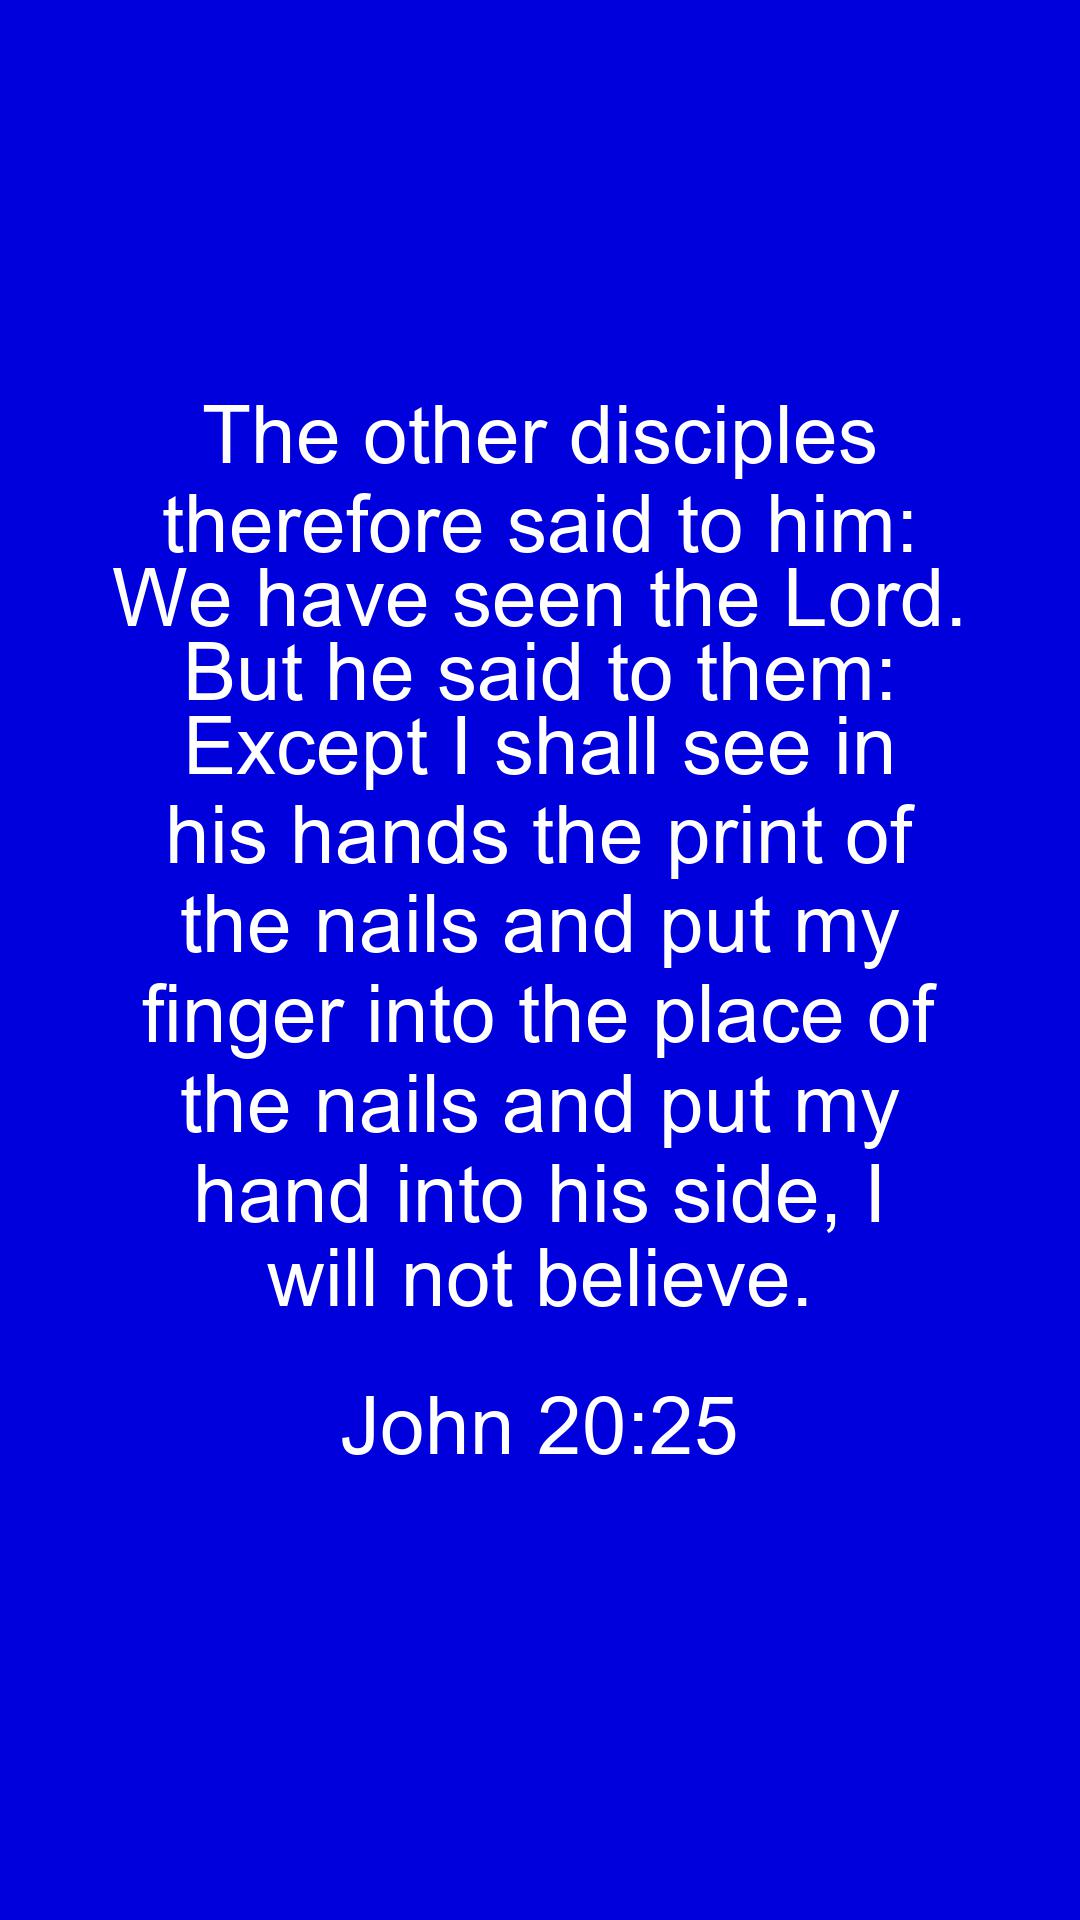 The other disciples
therefore said to him:
We have seen the Lord.
But he said to them:
Except I shall see in
his hands the print of
the nails and put my
finger into the place of
the nails and put my
hand into his side, I
will not believe.
John 20:25